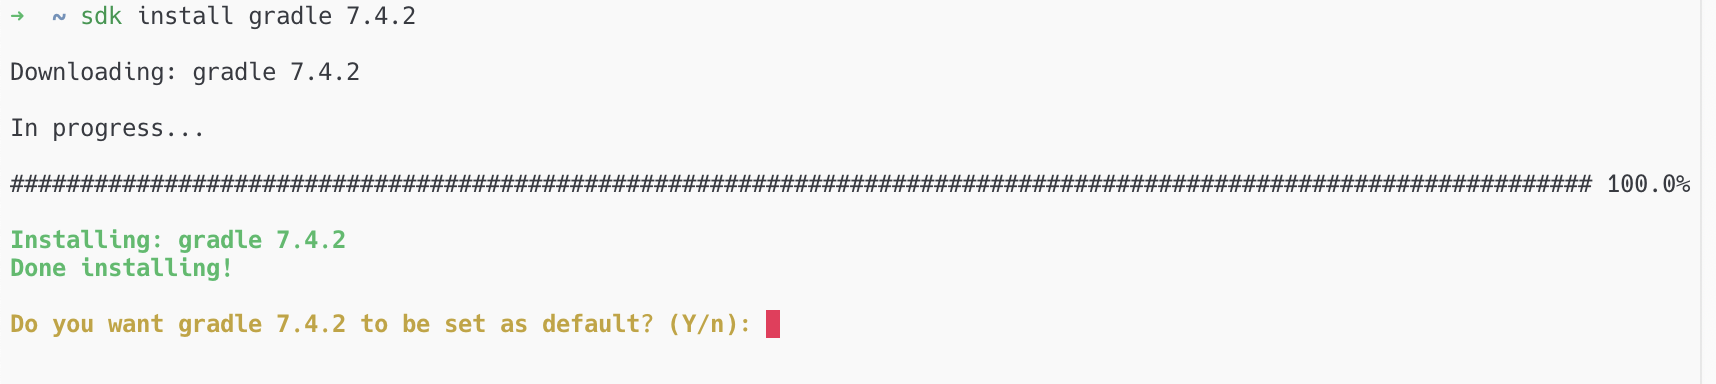 → ~ sdk install gradle 7.4.2
Downloading: gradle 7.4.2
In progress...
################################################################################################################# 100.0%
Installing: gradle 7.4.2
Done installing!
Do you want gradle 7.4.2 to be set as default? (Y/n):